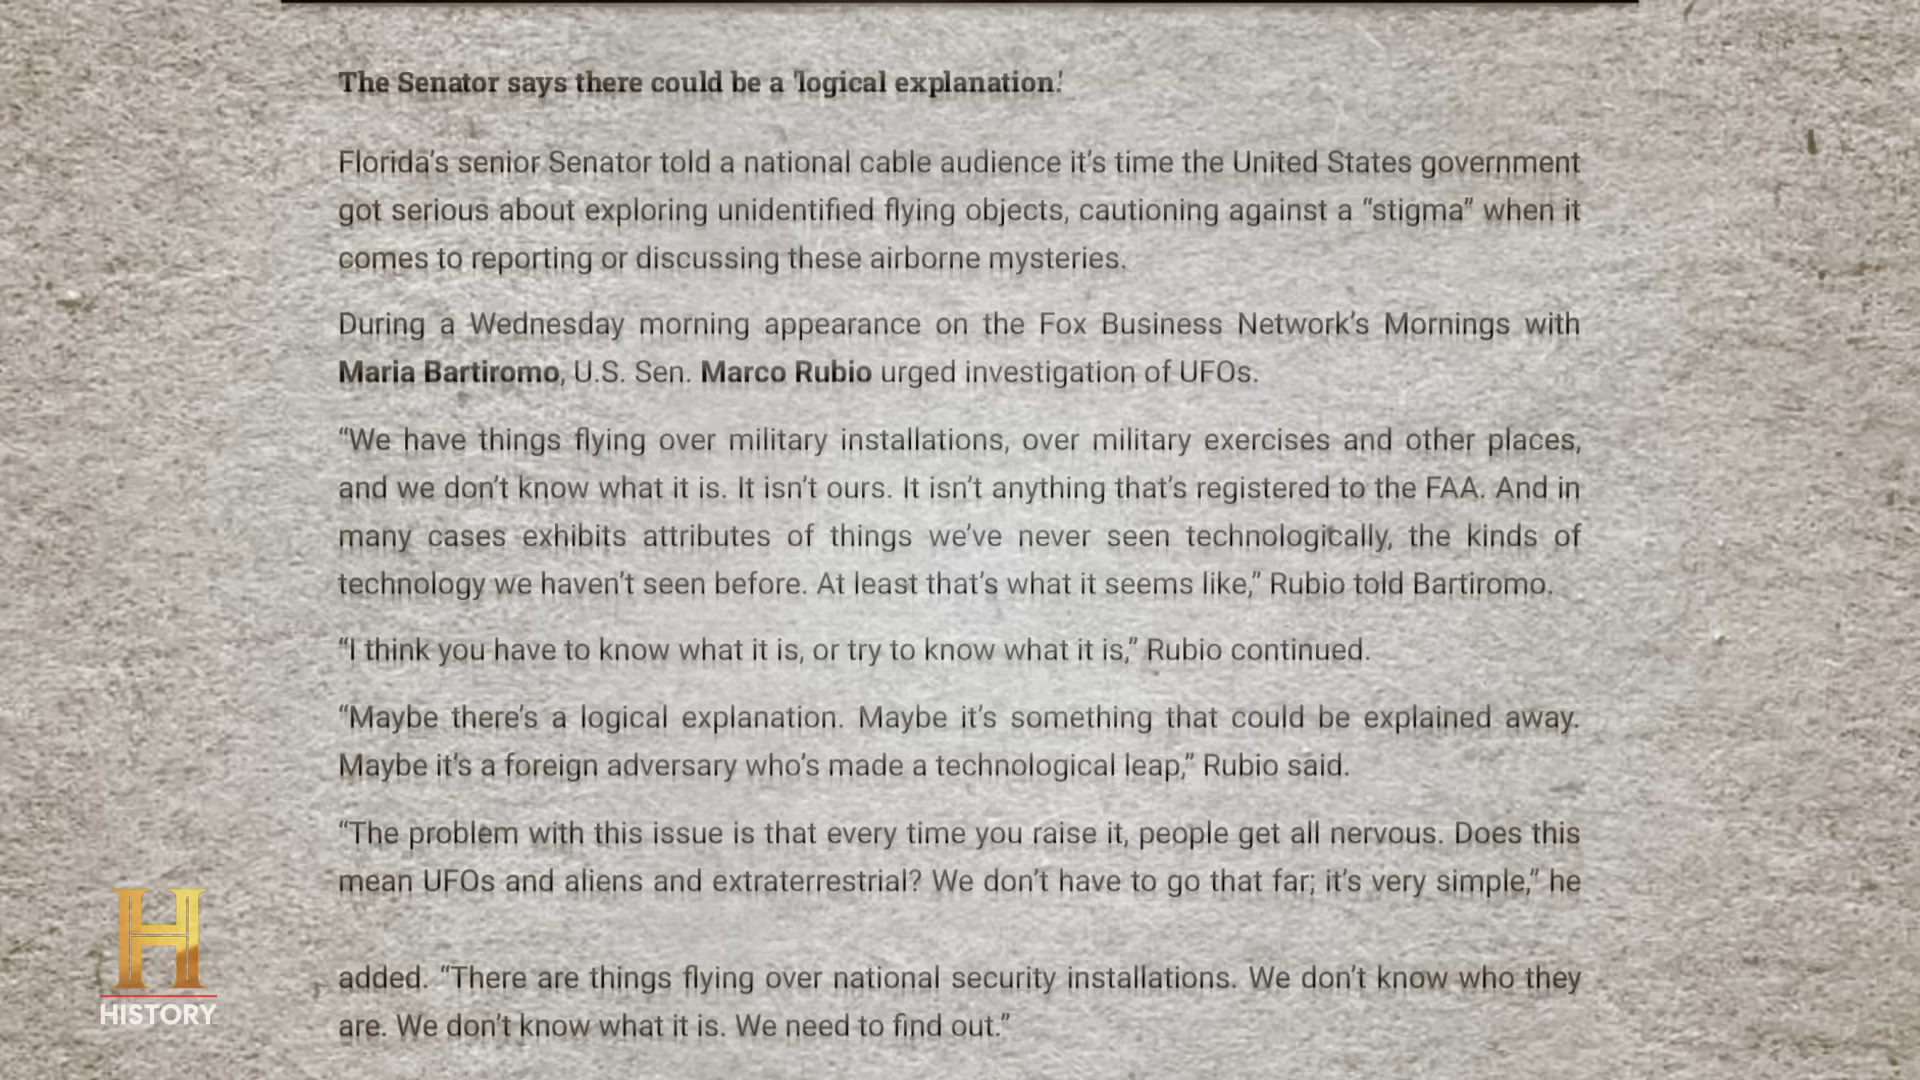 The Senator says there could be a 'logical explanation.'
Florida's senior Senator told a national cable audience it's time the United States government
got serious about exploring unidentified flying objects, cautioning against a “stigma” when it
comes to reporting or discussing these airborne mysteries.
During a Wednesday morning appearance on the Fox Business Network's Mornings with
Maria Bartiromo, U.S. Sen. Marco Rubio urged investigation of UFOs.
“We have things flying over military installations, over military exercises and other places,
and we don't know what it is. It isn't ours. It isn't anything that's registered to the FAA. And in
many cases exhibits attributes of things we've never seen technologically, the kinds of
technology we haven't seen before. At least that's what it seems like,” Rubio told Bartiromo.
“I think you have to know what it is, or try to know what it is,” Rubio continued.
“Maybe there's a logical explanation. Maybe it's something that could be explained away.
Maybe it's a foreign adversary who's made a technological leap,” Rubio said.
“The problem with this issue is that every time you raise it, people get all nervous. Does this
mean UFOs and aliens and extraterrestrial? We don't have to go that far; it's very simple,” he
added. “There are things flying over national security installations. We don't know who they
are. We don't know what it is. We need to find out.”
H
HISTORY